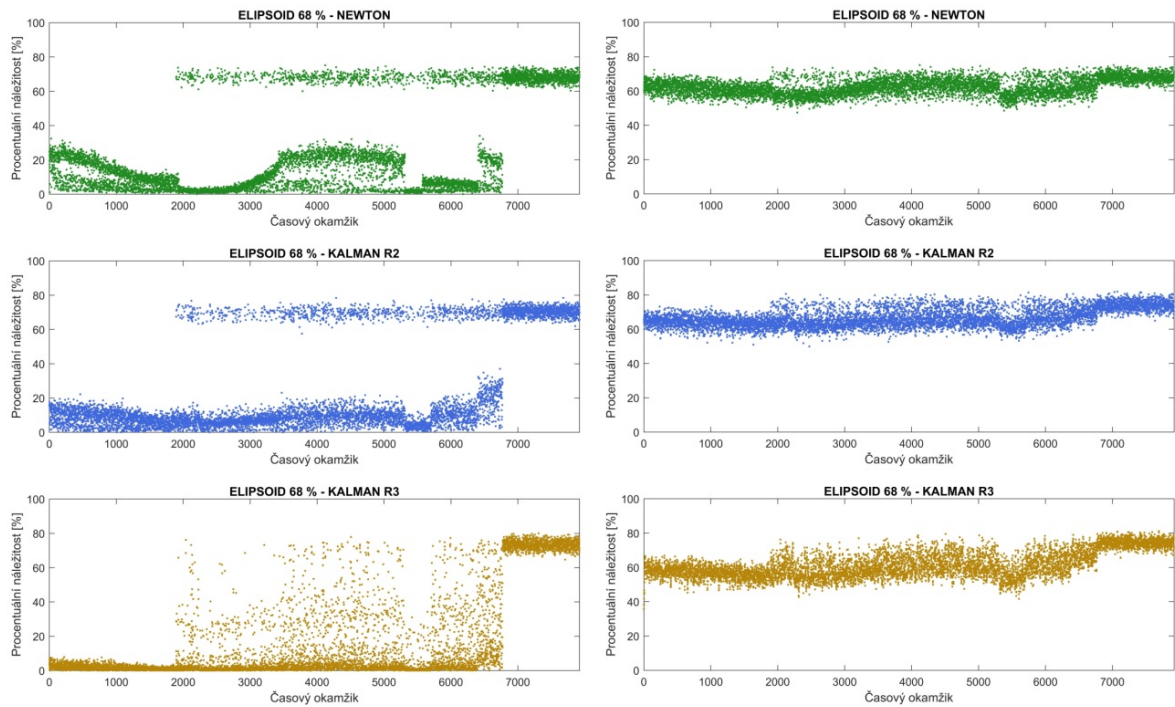 ELIPSOID 68 % - NEWTON
Procentuální náležitost [%]
100
80
60
40
20
0
0 1000 2000 3000 4000 5000 6000 7000
Časový okamžik
ELIPSOID 68 % - NEWTON
Procentuální náležitost [%]
100
80
60
40
20
0
0 1000 2000 3000 4000 5000 6000 7000
Časový okamžik
ELIPSOID 68 % - KALMAN R2
Procentuální náležitost [%]
100
80
60
40
20
0
0 1000 2000 3000 4000 5000 6000 7000
Časový okamžik
ELIPSOID 68 % - KALMAN R2
Procentuální náležitost [%]
100
80
60
40
20
0
0 1000 2000 3000 4000 5000 6000 7000
Časový okamžik
ELIPSOID 68 % - KALMAN R3
Procentuální náležitost [%]
100
80
60
40
20
0
0 1000 2000 3000 4000 5000 6000 7000
Časový okamžik
ELIPSOID 68 % - KALMAN R3
Procentuální náležitost [%]
100
80
60
40
20
0
0 1000 2000 3000 4000 5000 6000 7000
Časový okamžik